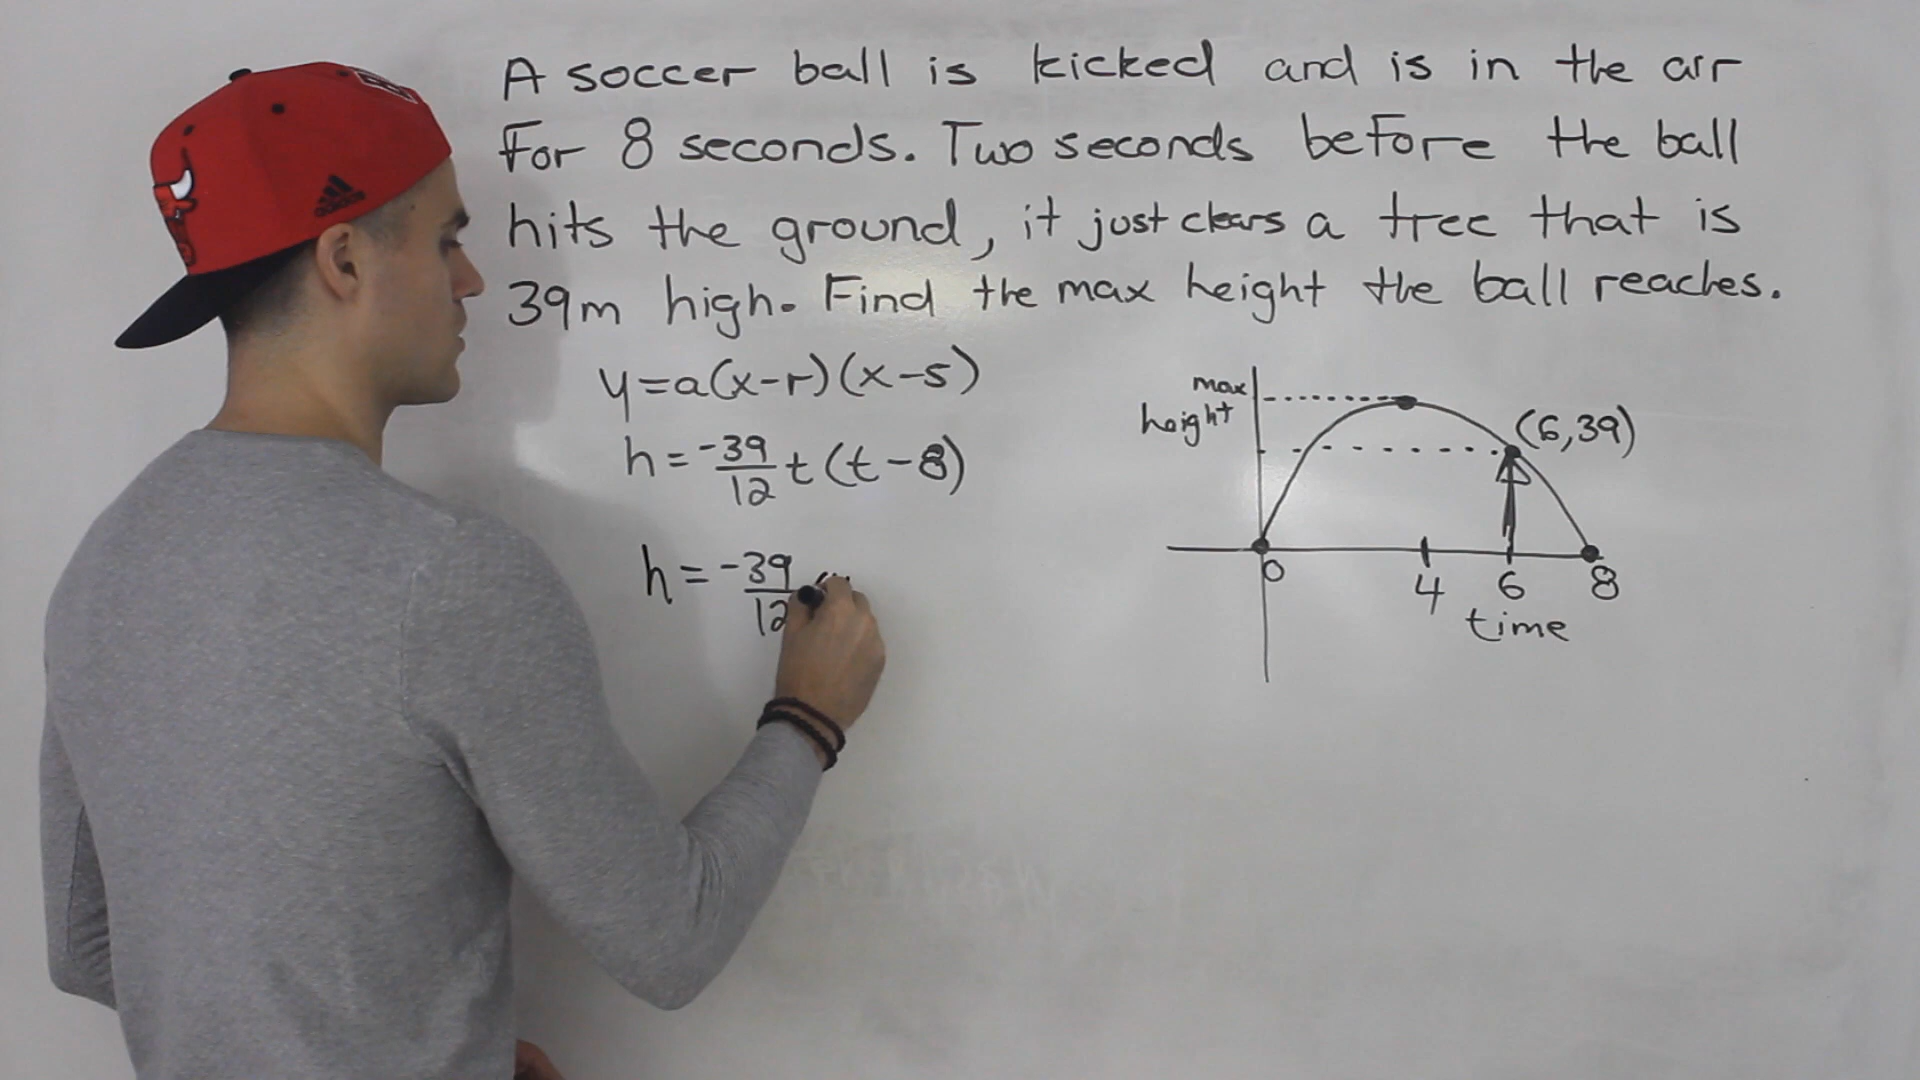 A soccer ball is kicked and is in the air
For 8 seconds. Two seconds before the ball
hits the ground, it just clears a tree that is
39m high. Find the max height the ball reaches.
y=a(x-r)(x-s)
h=-39/12 t(t-8)
h=-39/12
max
height
(6,39)
0
4
6
8
time
adidas